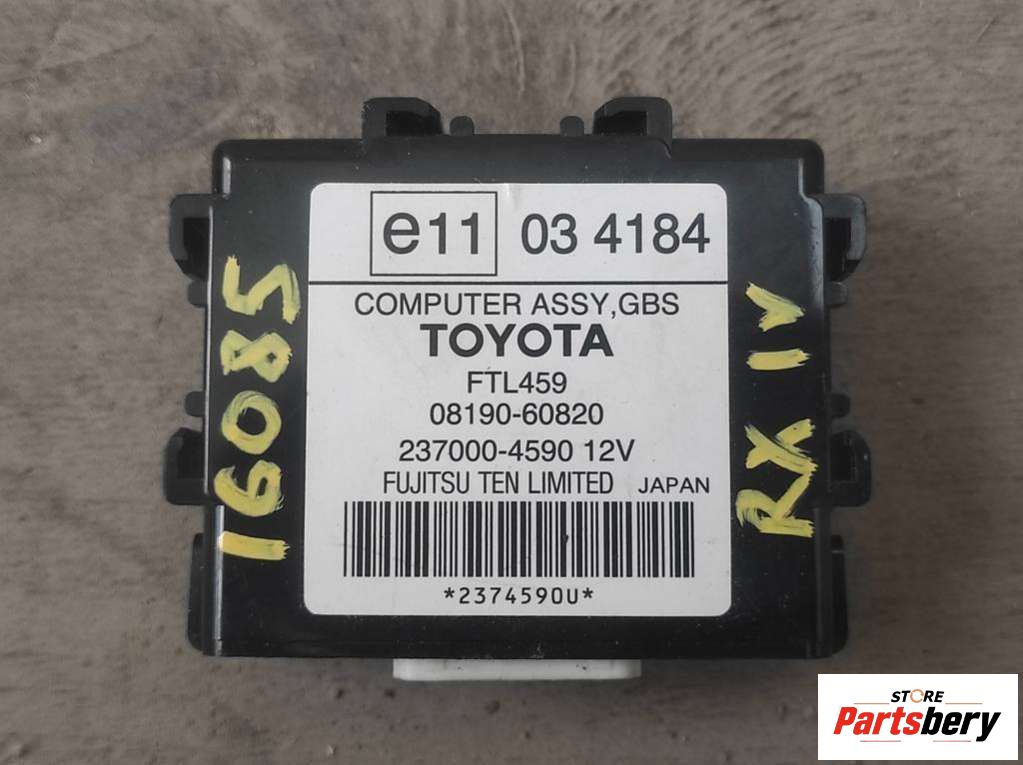 e11 03 4184
COMPUTER ASSY,GBS
TOYOTA
FTL459
08190-60820
237000-4590 12V
FUJITSU TEN LIMITED JAPAN
*2374590U*
16085
RX IV
STORE
Partsbery